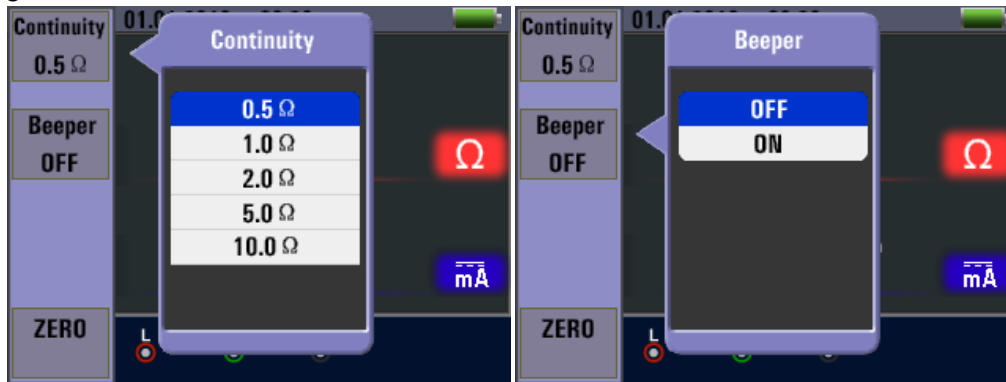 Continuity
0.5 Ω
Beeper
OFF
ZERO
Continuity
0.5 Ω
1.0 Ω
2.0 Ω
5.0 Ω
10.0 Ω
Ω
mA
L
Continuity
0.5 Ω
Beeper
OFF
ZERO
Beeper
OFF
ON
Ω
mA
L